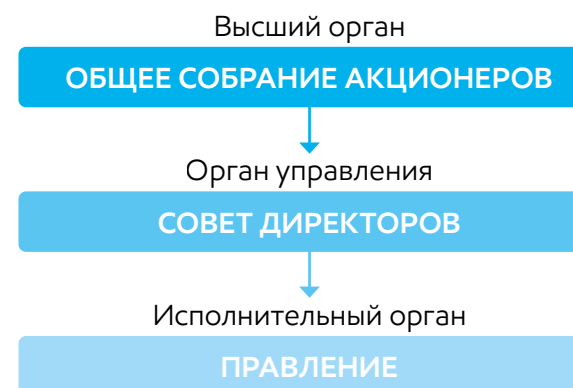 Высший орган
ОБЩЕЕ СОБРАНИЕ АКЦИОНЕРОВ
Орган управления
СОВЕТ ДИРЕКТОРОВ
Исполнительный орган
ПРАВЛЕНИЕ